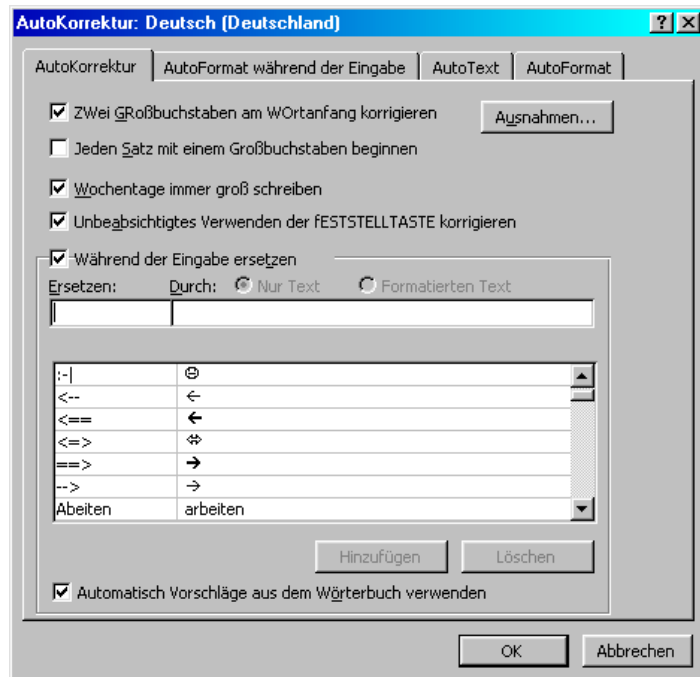 AutoKorrektur: Deutsch (Deutschland)
AutoKorrektur AutoFormat während der Eingabe AutoText AutoFormat
ZWei GRoßbuchstaben am WOrtanfang korrigieren Ausnahmen...
Jeden Satz mit einem Großbuchstaben beginnen
Wochentage immer groß schreiben
Unbeabsichtigtes Verwenden der fESTSTELLTASTE korrigieren
Während der Eingabe ersetzen
Ersetzen: Durch: Nur Text Formatierten Text
:-| 😐
<-- ←
<== 🡸
<=> ⇔
==> 🡺
--> →
Abeiten arbeiten
Hinzufügen Löschen
Automatisch Vorschläge aus dem Wörterbuch verwenden
OK Abbrechen